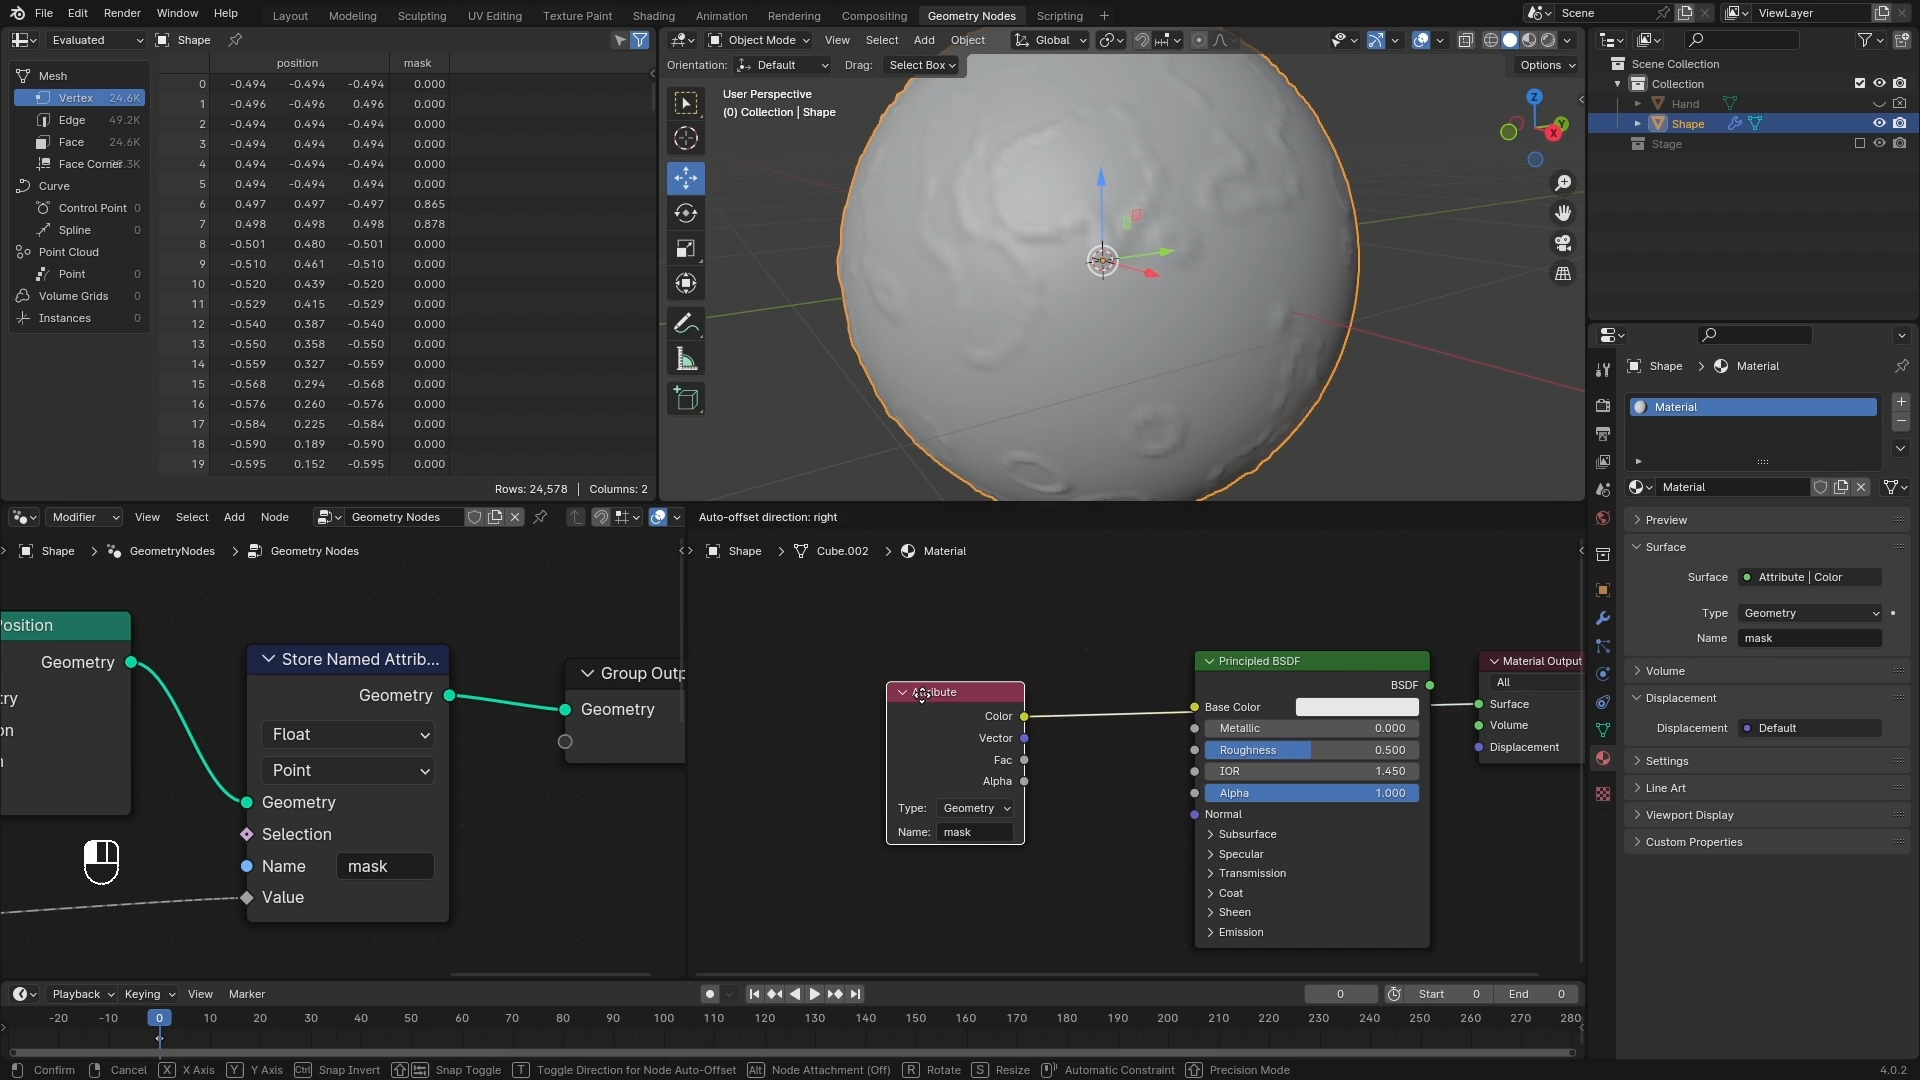 File Edit Render Window Help Layout Modeling Sculpting UV Editing Texture Paint Shading Animation Rendering Compositing Geometry Nodes Scripting + Scene ViewLayer
Evaluated Shape
position mask
0 -0.494 -0.494 -0.494 0.000
1 -0.496 -0.496 0.496 0.000
2 -0.494 0.494 -0.494 0.000
3 -0.494 0.494 0.494 0.000
4 0.494 -0.494 -0.494 0.000
5 0.494 -0.494 0.494 0.000
6 0.497 0.497 -0.497 0.865
7 0.498 0.498 0.498 0.878
8 -0.501 0.480 -0.501 0.000
9 -0.510 0.461 -0.510 0.000
10 -0.520 0.439 -0.520 0.000
11 -0.529 0.415 -0.529 0.000
12 -0.540 0.387 -0.540 0.000
13 -0.550 0.358 -0.550 0.000
14 -0.559 0.327 -0.559 0.000
15 -0.568 0.294 -0.568 0.000
16 -0.576 0.260 -0.576 0.000
17 -0.584 0.225 -0.584 0.000
18 -0.590 0.189 -0.590 0.000
19 -0.595 0.152 -0.595 0.000
Rows: 24,578 | Columns: 2
Mesh
Vertex 24.6K
Edge 49.2K
Face 24.6K
Face Corner
Curve
Control Point 0
Spline 0
Point Cloud
Point 0
Volume Grids 0
Instances 0
Object Mode View Select Add Object Global
Orientation: Default Drag: Select Box Options
User Perspective
(0) Collection | Shape
Z
Y
X
Scene Collection
Collection
Hand
Shape
Stage
Shape Material
Material
Material
Preview
Surface
Surface Attribute | Color
Type Geometry
Name mask
Volume
Displacement
Displacement Default
Settings
Line Art
Viewport Display
Custom Properties
Modifier View Select Add Node Geometry Nodes
Shape GeometryNodes Geometry Nodes
osition
Geometry
Store Named Attrib...
Geometry
Float
Point
Geometry
Selection
Name mask
Value
Group Outp
Geometry
Auto-offset direction: right
Shape Cube.002 Material
Attribute
Color
Vector
Fac
Alpha
Type: Geometry
Name: mask
Principled BSDF
BSDF
Base Color
Metallic 0.000
Roughness 0.500
IOR 1.450
Alpha 1.000
Normal
Subsurface
Specular
Transmission
Coat
Sheen
Emission
Material Output
All
Surface
Volume
Displacement
Playback Keying View Marker 0 Start 0 End 0
-20 -10 0 10 20 30 40 50 60 70 80 90 100 110 120 130 140 150 160 170 180 190 200 210 220 230 240 250 260 270 280
Confirm Cancel X X Axis Y Y Axis Ctrl Snap Invert Snap Toggle T Toggle Direction for Node Auto-Offset Alt Node Attachment (Off) R Rotate S Resize Automatic Constraint Precision Mode 4.0.2